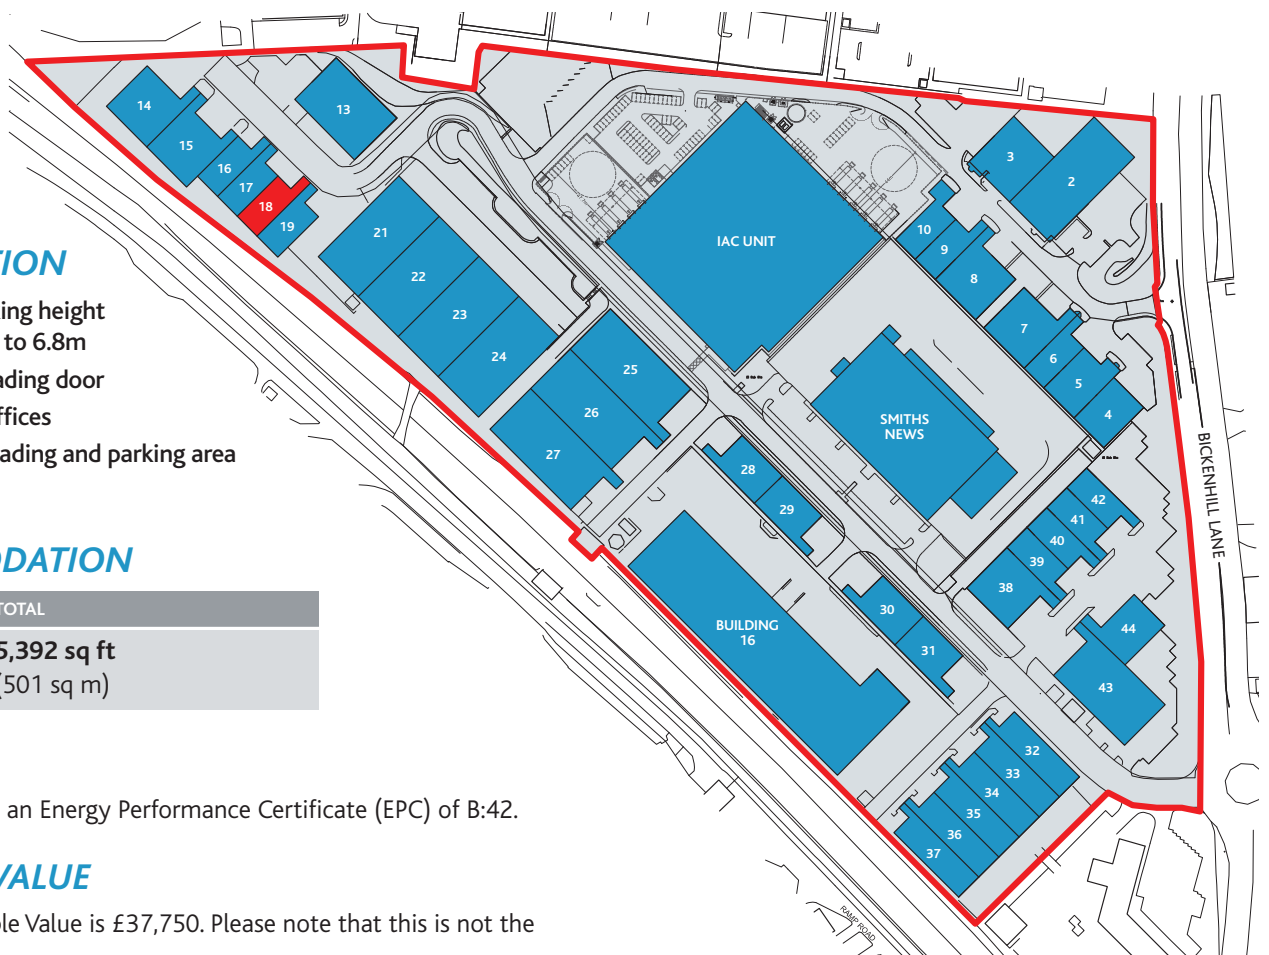 TION
king height
to 6.8m
ading door
ffices
ading and parking area
DDATION
TOTAL
5,392 sq ft
(501 sq m)
an Energy Performance Certificate (EPC) of B:42.
VALUE
ble Value is £37,750. Please note that this is not the
14
15
16
17
18
19
13
21
22
23
24
25
26
27
IAC UNIT
3
2
10
9
8
7
6
5
4
SMITHS
NEWS
28
29
BUILDING
16
30
31
42
41
40
39
38
44
43
32
33
34
35
36
37
BICKENHILL LANE
RAMP ROAD